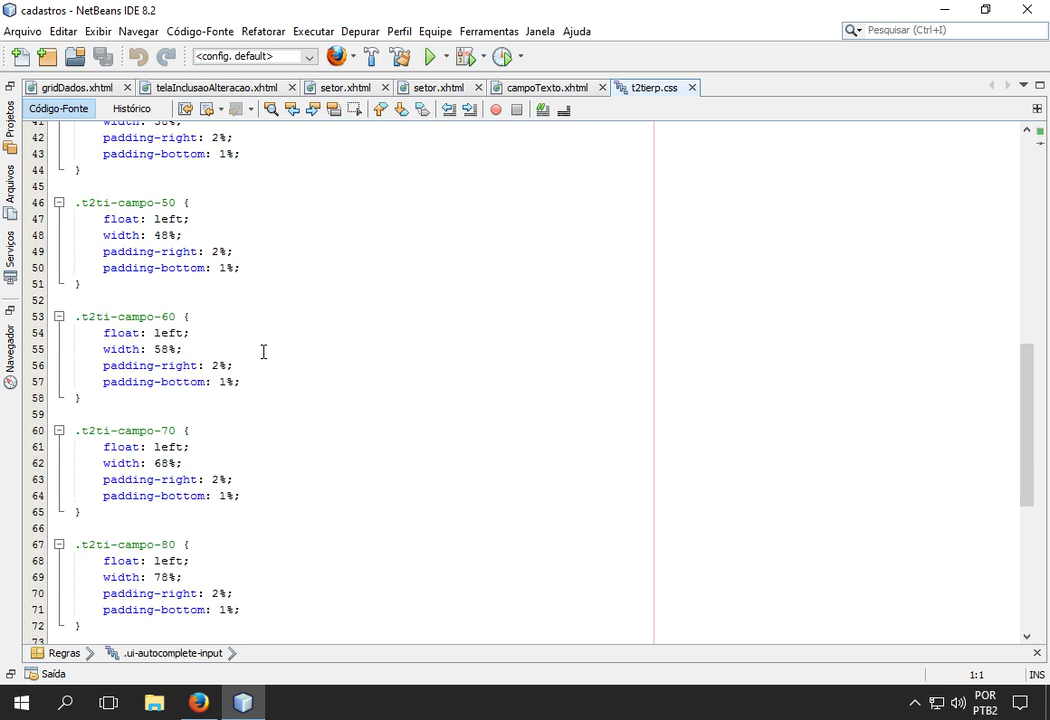 cadastros - NetBeans IDE 8.2
Arquivo Editar Exibir Navegar Código-Fonte Refatorar Executar Depurar Perfil Equipe Ferramentas Janela Ajuda
Pesquisar (Ctrl+I)
<config. default>
gridDados.xhtml telaInclusaoAlteracao.xhtml setor.xhtml setor.xhtml campoTexto.xhtml t2tierp.css
Código-Fonte Histórico
Projetos
Arquivos
Serviços
Navegador
41 width: 38%;
42 padding-right: 2%;
43 padding-bottom: 1%;
44 }
45
46 .t2ti-campo-50 {
47 float: left;
48 width: 48%;
49 padding-right: 2%;
50 padding-bottom: 1%;
51 }
52
53 .t2ti-campo-60 {
54 float: left;
55 width: 58%;
56 padding-right: 2%;
57 padding-bottom: 1%;
58 }
59
60 .t2ti-campo-70 {
61 float: left;
62 width: 68%;
63 padding-right: 2%;
64 padding-bottom: 1%;
65 }
66
67 .t2ti-campo-80 {
68 float: left;
69 width: 78%;
70 padding-right: 2%;
71 padding-bottom: 1%;
72 }
73
Regras .ui-autocomplete-input
Saída
1:1 INS
POR
PTB2